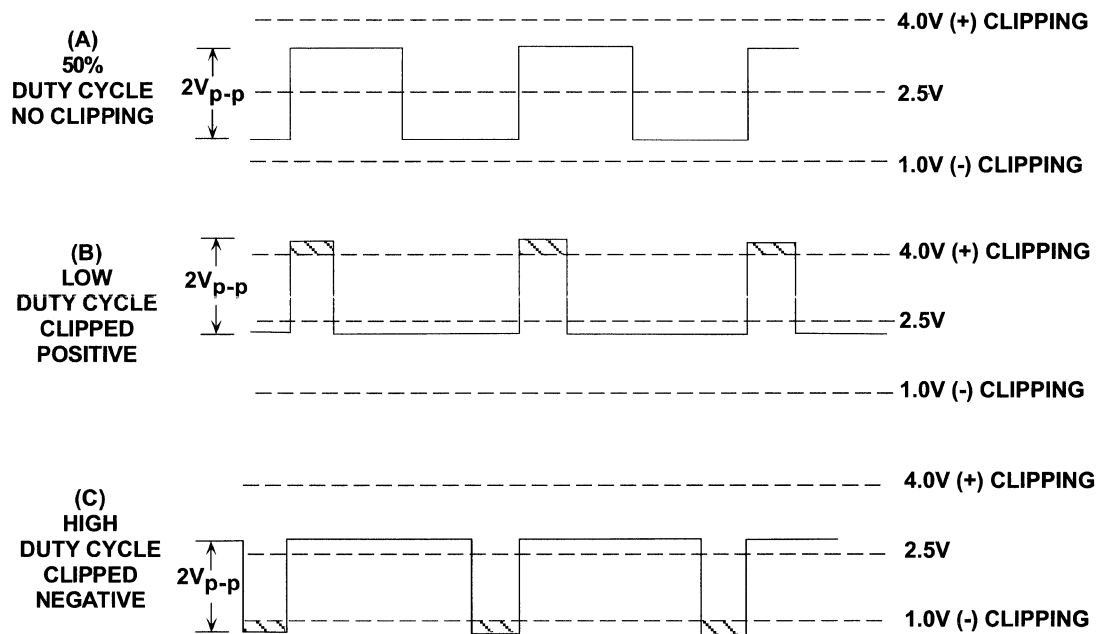 4.0V (+) CLIPPING
(A)
50%
DUTY CYCLE
NO CLIPPING
2Vp-p
2.5V
1.0V (-) CLIPPING
(B)
LOW
DUTY CYCLE
CLIPPED
POSITIVE
2Vp-p
4.0V (+) CLIPPING
2.5V
1.0V (-) CLIPPING
4.0V (+) CLIPPING
(C)
HIGH
DUTY CYCLE
CLIPPED
NEGATIVE
2Vp-p
2.5V
1.0V (-) CLIPPING